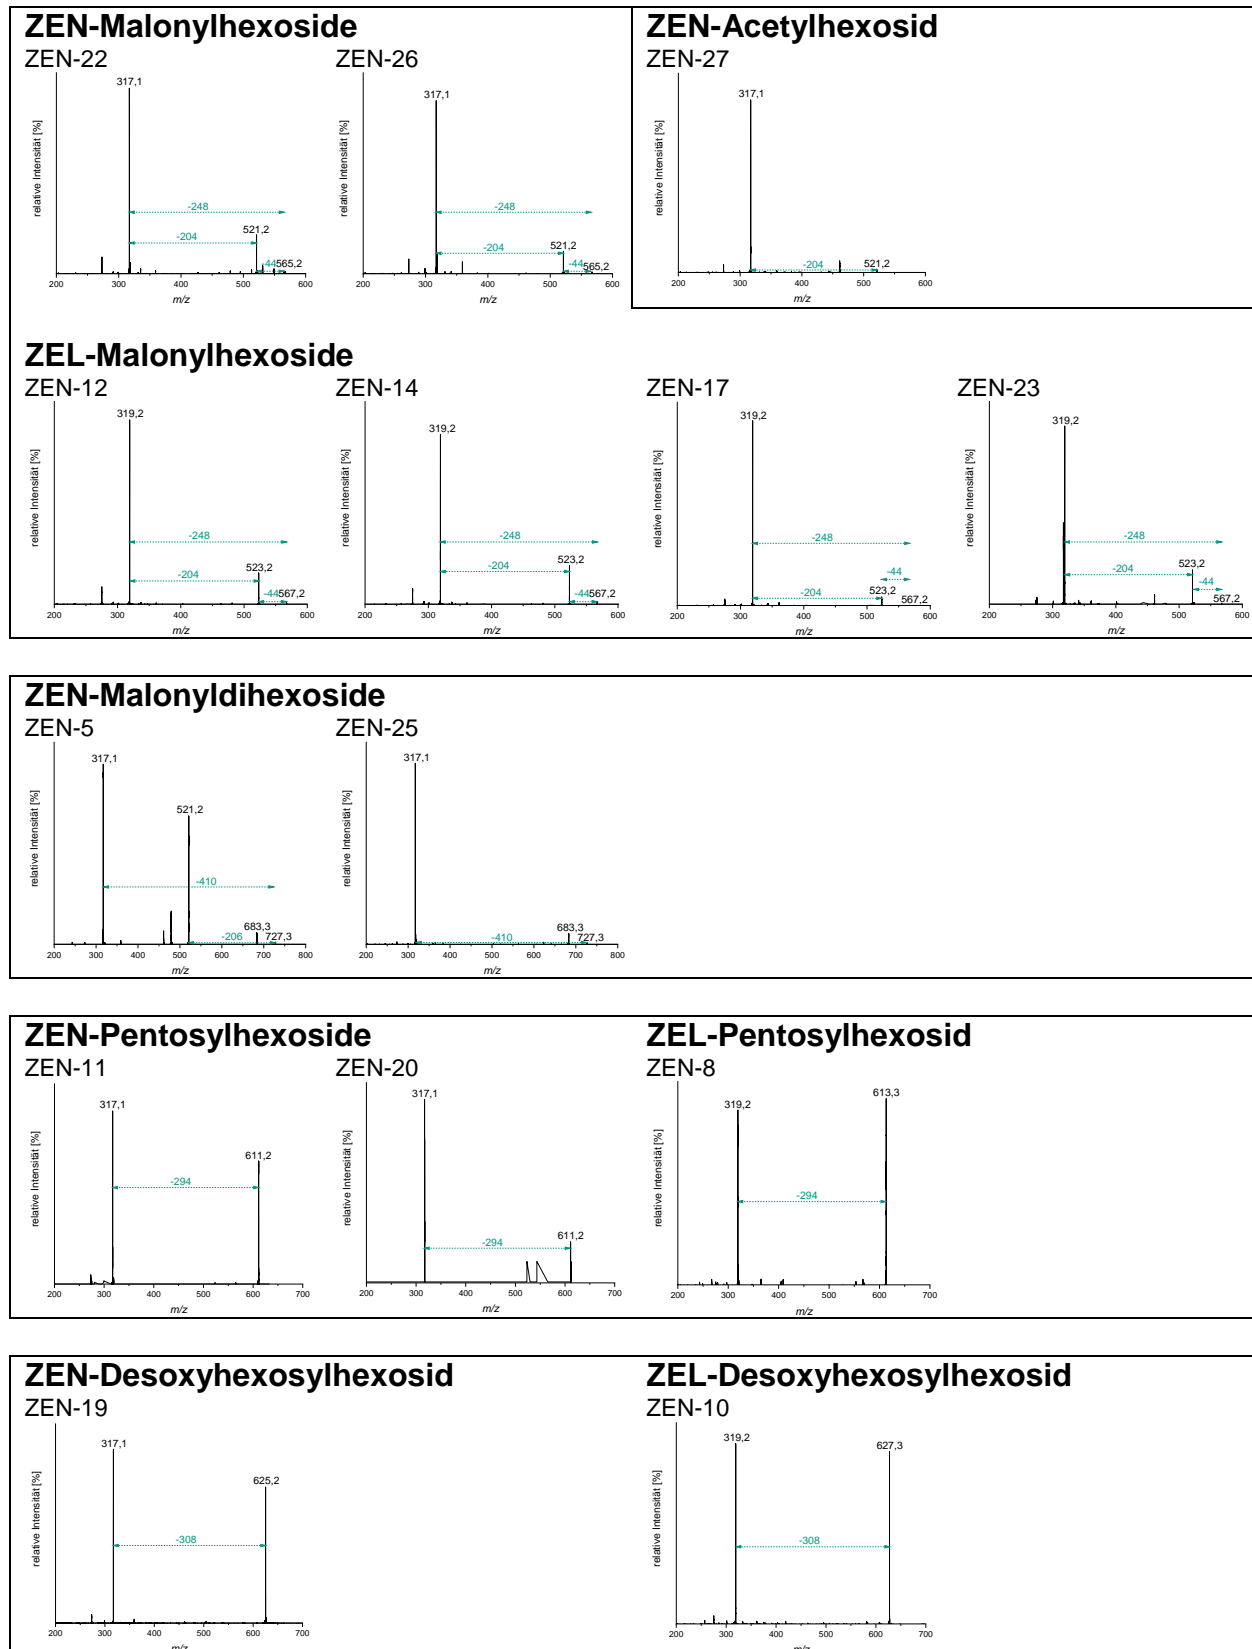 ZEN-Malonylhexoside
ZEN-22
relative Intensität [%]
317,1
-248
-204
521,2
-44
565,2
200 300 400 500 600
m/z
ZEN-26
relative Intensität [%]
317,1
-248
-204
521,2
-44
565,2
200 300 400 500 600
m/z
ZEN-Acetylhexosid
ZEN-27
relative Intensität [%]
317,1
-204
521,2
200 300 400 500 600
m/z
ZEL-Malonylhexoside
ZEN-12
relative Intensität [%]
319,2
-248
-204
523,2
-44
567,2
200 300 400 500 600
m/z
ZEN-14
relative Intensität [%]
319,2
-248
-204
523,2
-44
567,2
200 300 400 500 600
m/z
ZEN-17
relative Intensität [%]
319,2
-248
-44
-204
523,2
567,2
200 300 400 500 600
m/z
ZEN-23
relative Intensität [%]
319,2
-248
523,2
-204
-44
567,2
200 300 400 500 600
m/z
ZEN-Malonyldihexoside
ZEN-5
relative Intensität [%]
317,1
521,2
-410
683,3
-206
727,3
200 300 400 500 600 700 800
m/z
ZEN-25
relative Intensität [%]
317,1
683,3
-410
727,3
200 300 400 500 600 700 800
m/z
ZEN-Pentosylhexoside
ZEN-11
relative Intensität [%]
317,1
611,2
-294
200 300 400 500 600 700
m/z
ZEN-20
relative Intensität [%]
317,1
611,2
-294
200 300 400 500 600 700
m/z
ZEL-Pentosylhexosid
ZEN-8
relative Intensität [%]
319,2
613,3
-294
200 300 400 500 600 700
m/z
ZEN-Desoxyhexosylhexosid
ZEN-19
relative Intensität [%]
317,1
625,2
-308
200 300 400 500 600 700
m/z
ZEL-Desoxyhexosylhexosid
ZEN-10
relative Intensität [%]
319,2
627,3
-308
200 300 400 500 600 700
m/z